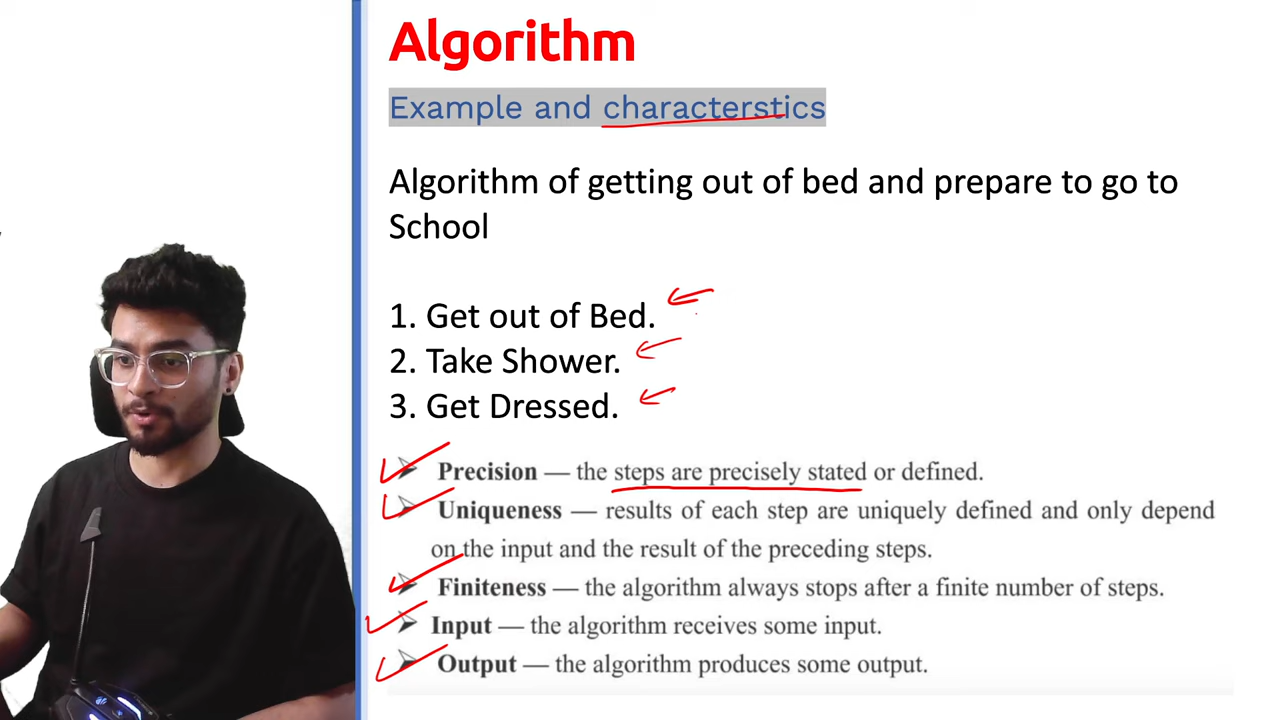 Algorithm
Example and characterstics
Algorithm of getting out of bed and prepare to go to
School
1. Get out of Bed.
2. Take Shower.
3. Get Dressed.
➢ Precision — the steps are precisely stated or defined.
➢ Uniqueness — results of each step are uniquely defined and only depend
on the input and the result of the preceding steps.
➢ Finiteness — the algorithm always stops after a finite number of steps.
➢ Input — the algorithm receives some input.
➢ Output — the algorithm produces some output.